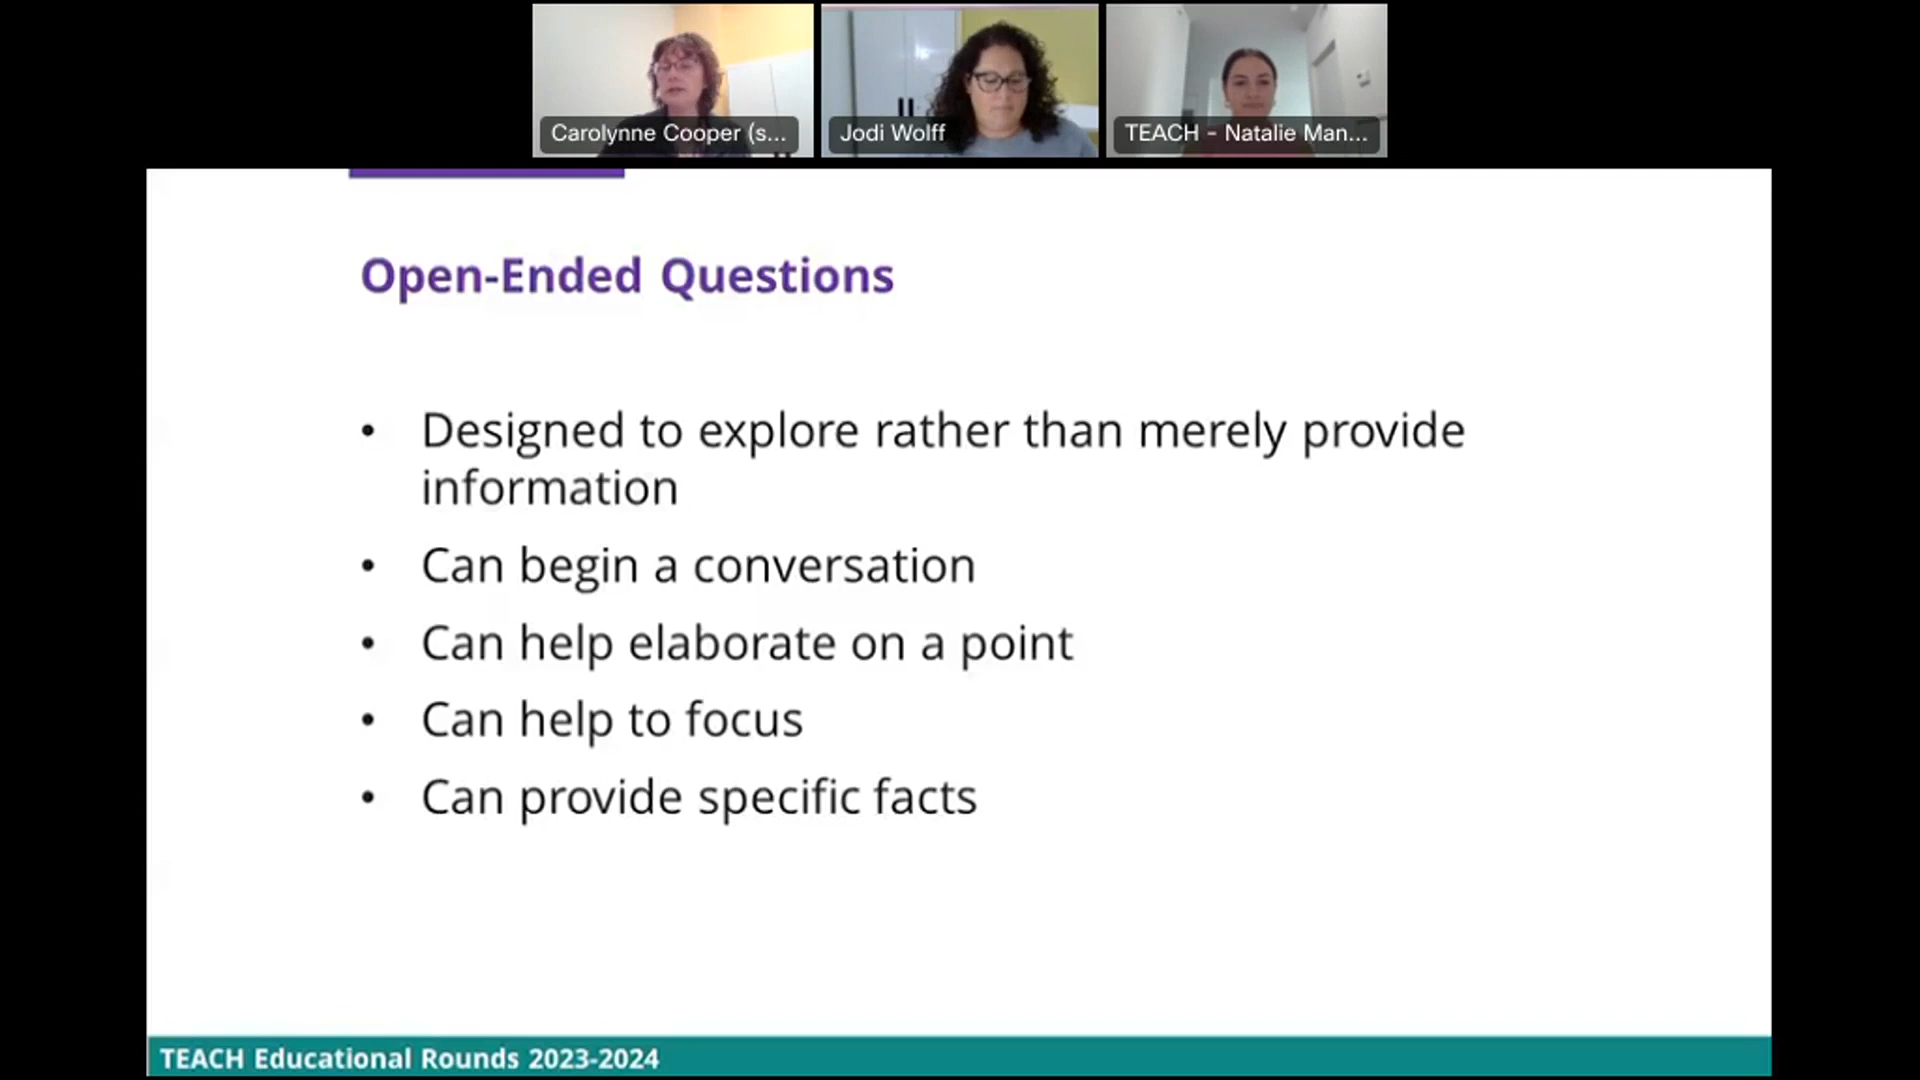 Carolynne Cooper (s...
Jodi Wolff
TEACH - Natalie Man...
Open-Ended Questions
• Designed to explore rather than merely provide
information
• Can begin a conversation
• Can help elaborate on a point
• Can help to focus
• Can provide specific facts
TEACH Educational Rounds 2023-2024